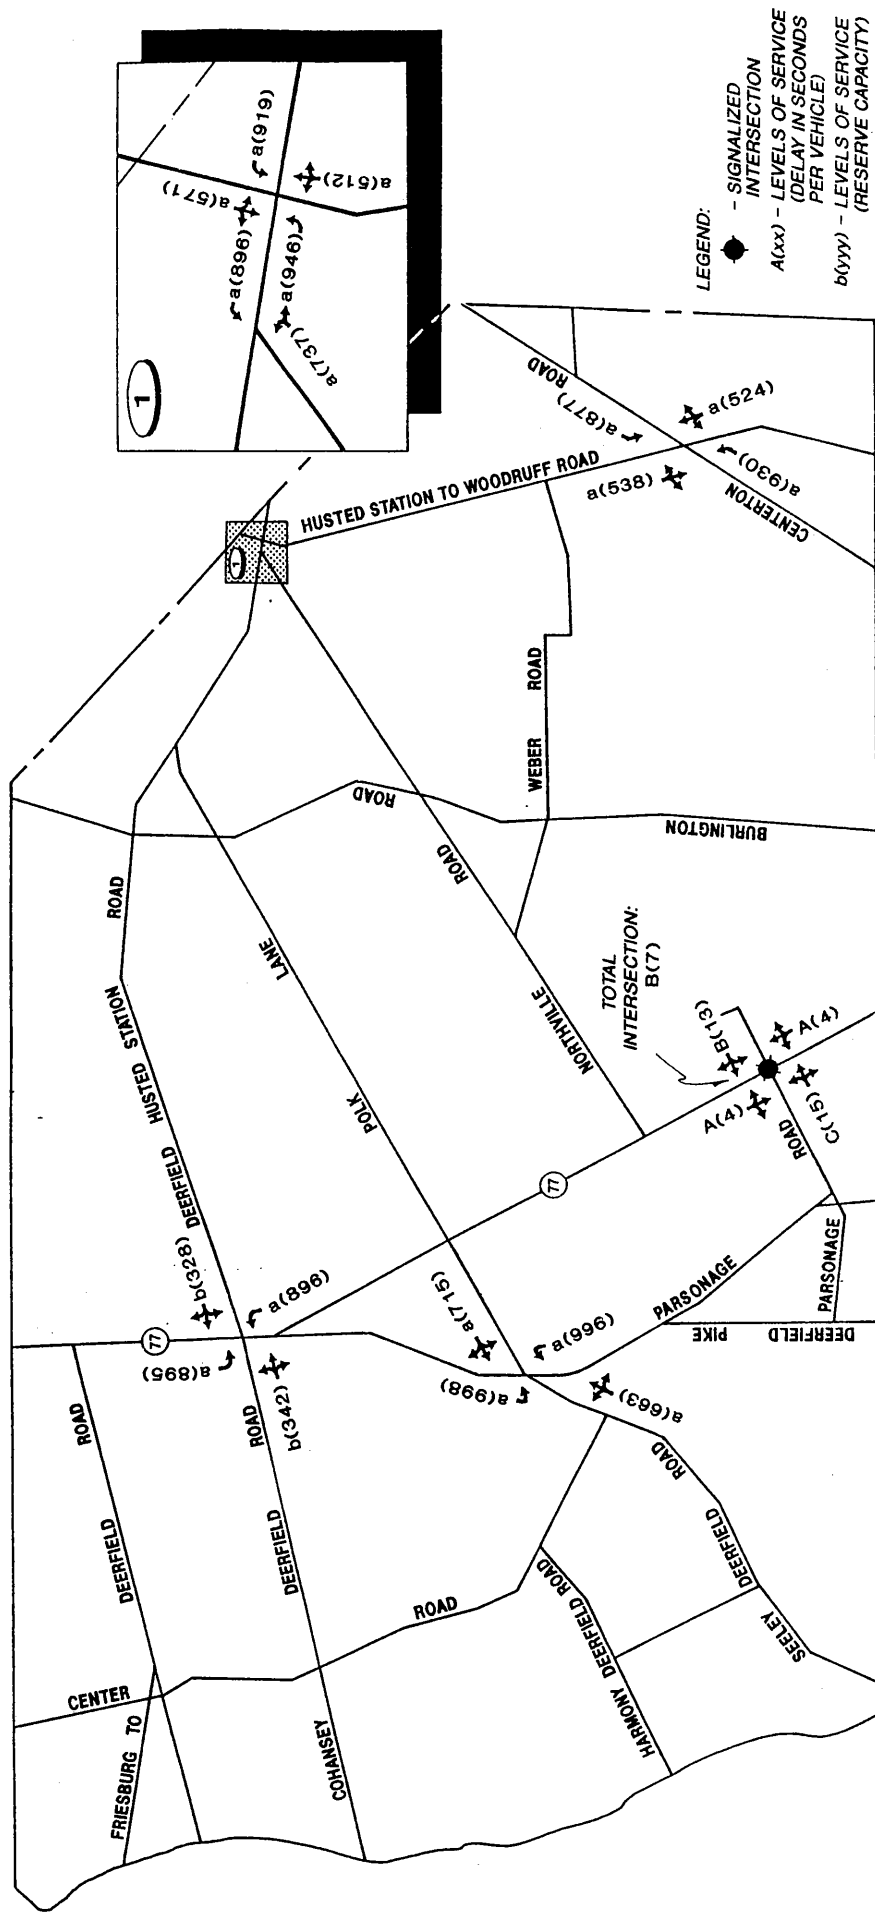 1
a(571)
a(919)
a(896)
a(512)
a(946)
a(737)
LEGEND:
- SIGNALIZED
INTERSECTION
A(xx) - LEVELS OF SERVICE
(DELAY IN SECONDS
PER VEHICLE)
b(yyy) - LEVELS OF SERVICE
(RESERVE CAPACITY)
1
HUSTED STATION TO WOODRUFF ROAD
ROAD
CENTERTON
a(877)
a(524)
a(538)
a(930)
WEBER ROAD
ROAD
BURLINGTON
ROAD
NORTHVILLE
LANE
POLK
ROAD
DEERFIELD HUSTED STATION
TOTAL
INTERSECTION:
B(7)
B(13)
A(4)
A(4)
C(15)
ROAD
PARSONAGE
77
77
b(328)
a(896)
a(895)
b(342)
a(715)
a(996)
a(998)
a(663)
PARSONAGE
DEERFIELD PIKE
ROAD
DEERFIELD
FRIESBURG TO
CENTER
ROAD
ROAD
DEERFIELD
COHANSEY
HARMONY DEERFIELD ROAD
ROAD
DEERFIELD
SEELEY